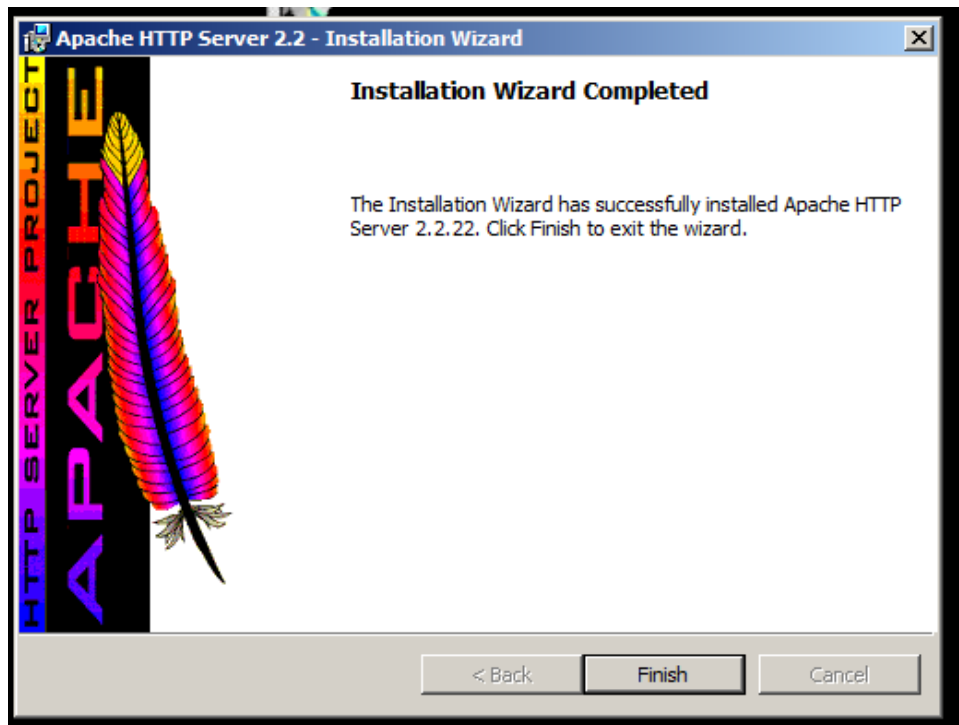 Apache HTTP Server 2.2 - Installation Wizard
HTTP SERVER PROJECT
APACHE
Installation Wizard Completed
The Installation Wizard has successfully installed Apache HTTP
Server 2.2.22. Click Finish to exit the wizard.
< Back
Finish
Cancel